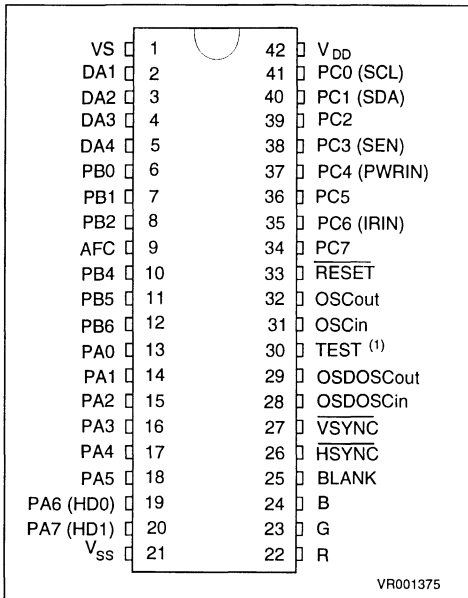 VS 1 42 VDD
DA1 2 41 PC0 (SCL)
DA2 3 40 PC1 (SDA)
DA3 4 39 PC2
DA4 5 38 PC3 (SEN)
PB0 6 37 PC4 (PWRIN)
PB1 7 36 PC5
PB2 8 35 PC6 (IRIN)
AFC 9 34 PC7
PB4 10 33 RESET
PB5 11 32 OSCout
PB6 12 31 OSCin
PA0 13 30 TEST (1)
PA1 14 29 OSDOSCout
PA2 15 28 OSDOSCin
PA3 16 27 VSYNC
PA4 17 26 HSYNC
PA5 18 25 BLANK
PA6 (HD0) 19 24 B
PA7 (HD1) 20 23 G
VSS 21 22 R
VR001375